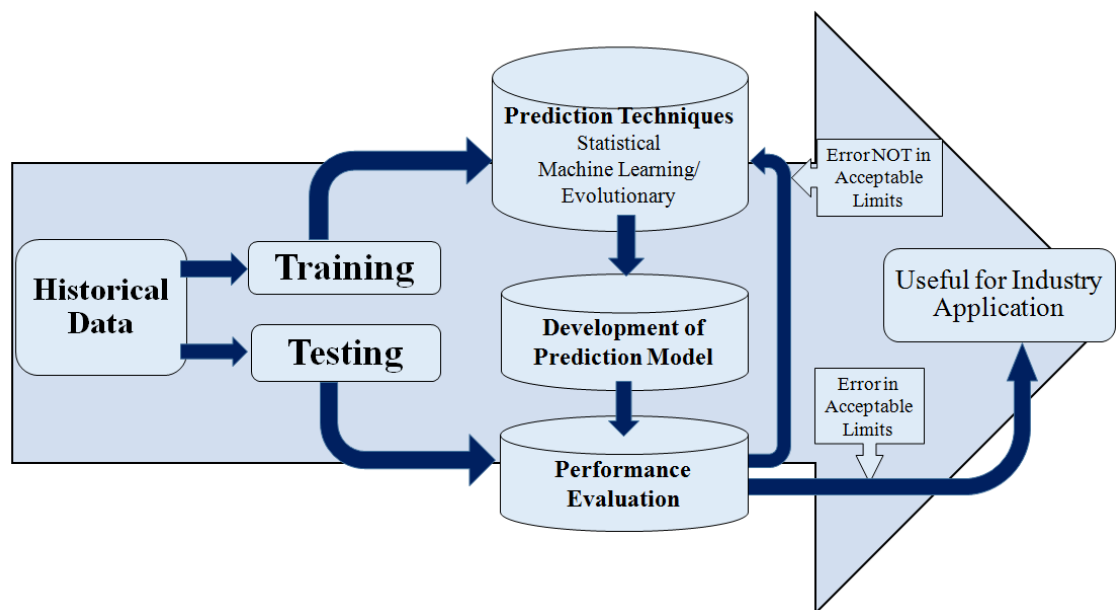 Historical
Data
Training
Testing
Prediction Techniques
Statistical
Machine Learning/
Evolutionary
Development of
Prediction Model
Performance
Evaluation
Error NOT in
Acceptable
Limits
Error in
Acceptable
Limits
Useful for Industry
Application